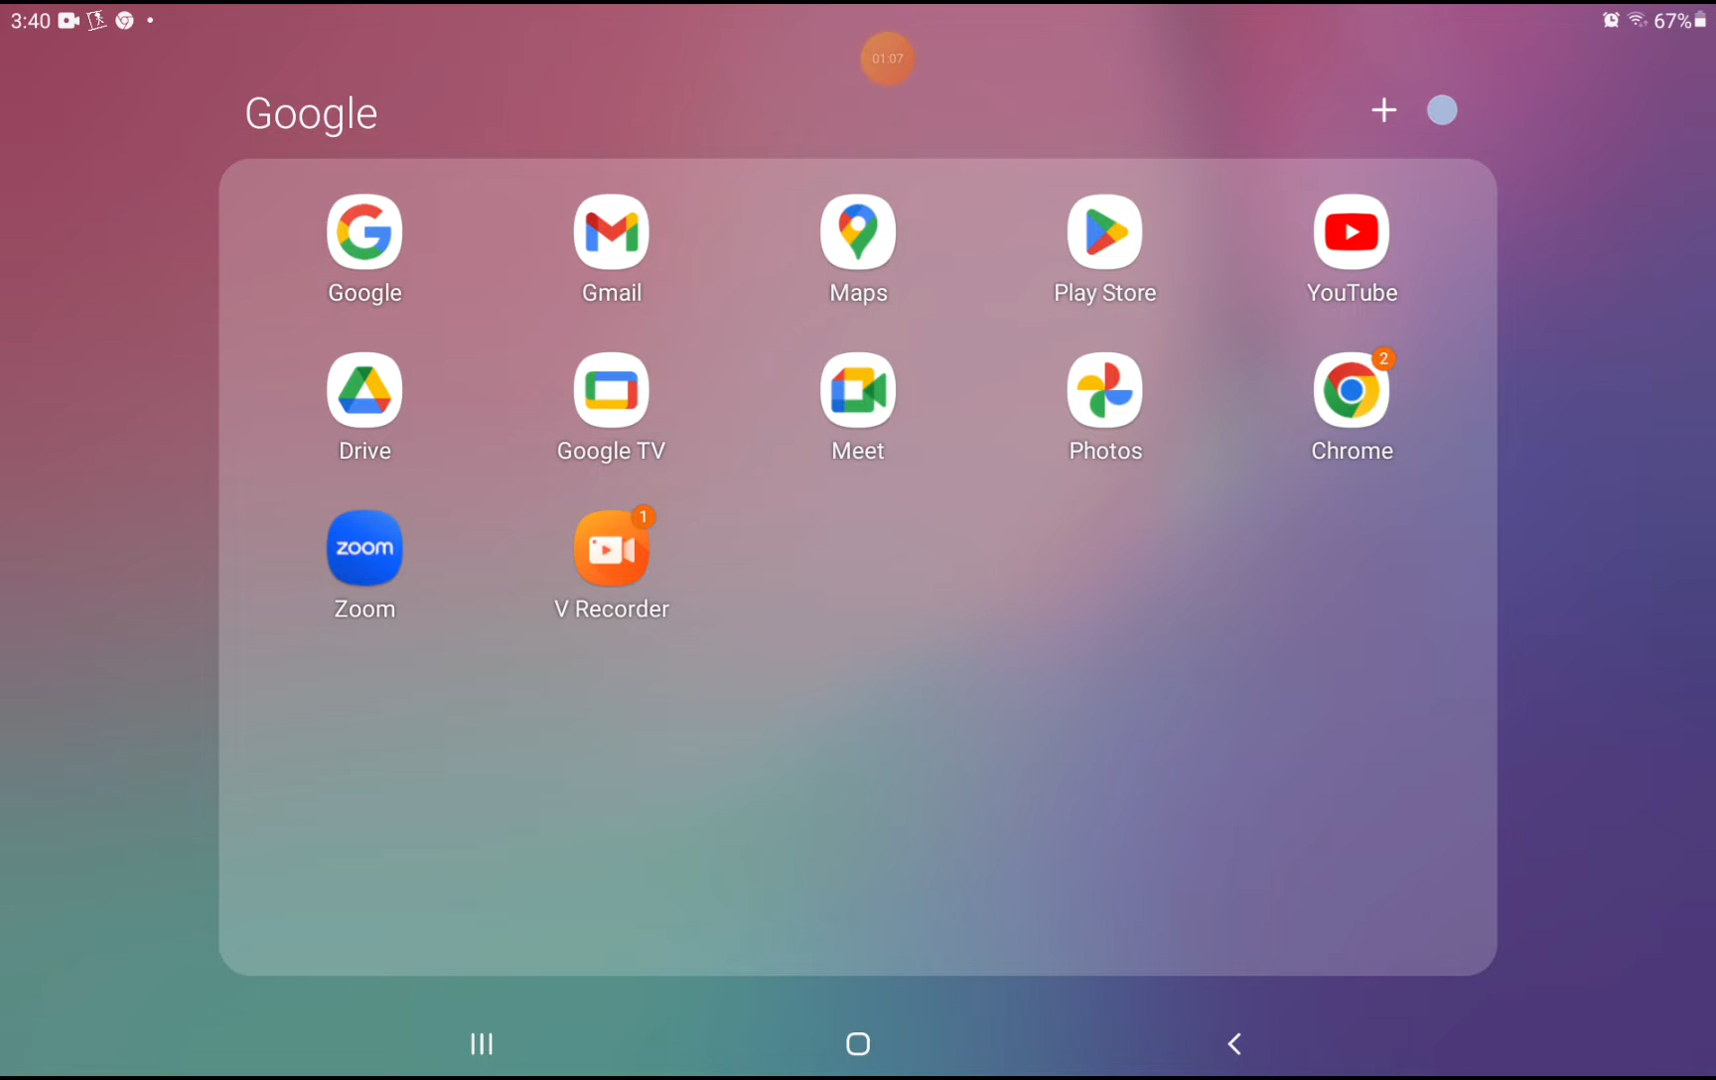 3:40
67%
01:07
Google
Google
Gmail
Maps
Play Store
YouTube
2
Drive
Google TV
Meet
Photos
Chrome
zoom
1
Zoom
V Recorder